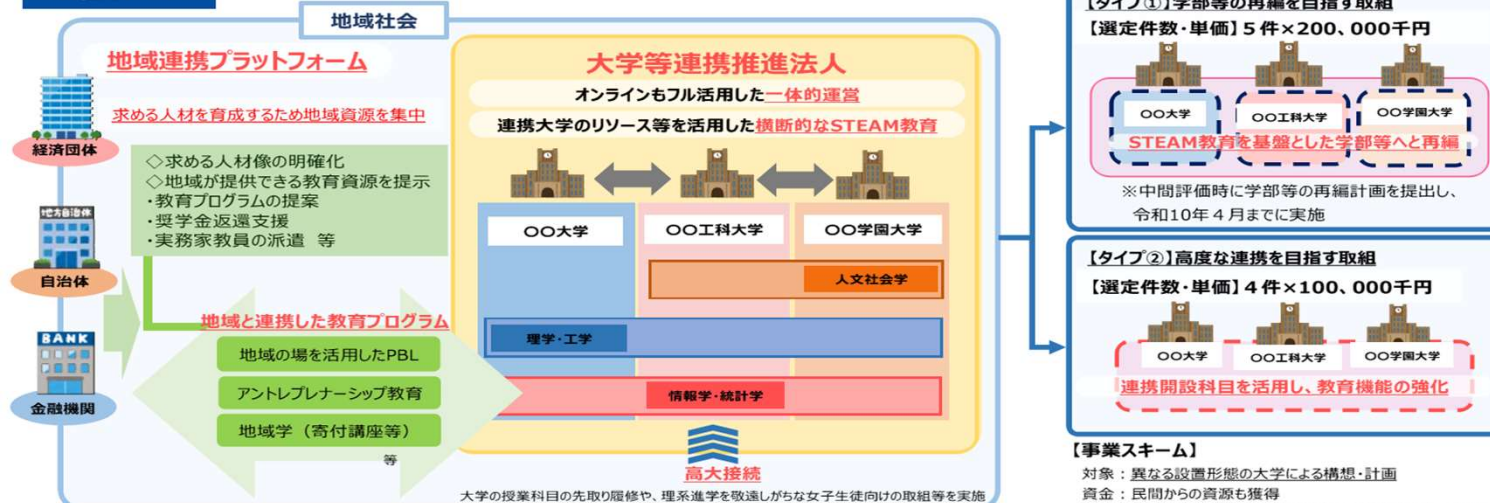 地域社会
地域連携プラットフォーム
求める人材を育成するため地域資源を集中
経済団体
◇求める人材像の明確化
◇地域が提供できる教育資源を提示
・教育プログラムの提案
・奨学金返還支援
・実務家教員の派遣 等
地方自治体
自治体
BANK
金融機関
地域と連携した教育プログラム
地域の場を活用したPBL
アントレプレナーシップ教育
地域学（寄付講座等）
等
大学等連携推進法人
オンラインもフル活用した一体的運営
連携大学のリソース等を活用した横断的なSTEAM教育
〇〇大学
〇〇工科大学
〇〇学園大学
人文社会学
理学・工学
情報学・統計学
高大接続
大学の授業科目の先取り履修や、理系進学を敬遠しがちな女子生徒向けの取組等を実施
【タイプ①】学部等の再編を目指す取組
【選定件数・単価】５件×200、000千円
〇〇大学
〇〇工科大学
〇〇学園大学
STEAM教育を基盤とした学部等へと再編
※中間評価時に学部等の再編計画を提出し、
令和10年４月までに実施
【タイプ②】高度な連携を目指す取組
【選定件数・単価】４件×100、000千円
〇〇大学
〇〇工科大学
〇〇学園大学
連携開設科目を活用し、教育機能の強化
【事業スキーム】
対象：異なる設置形態の大学による構想・計画
資金：民間からの資源も獲得